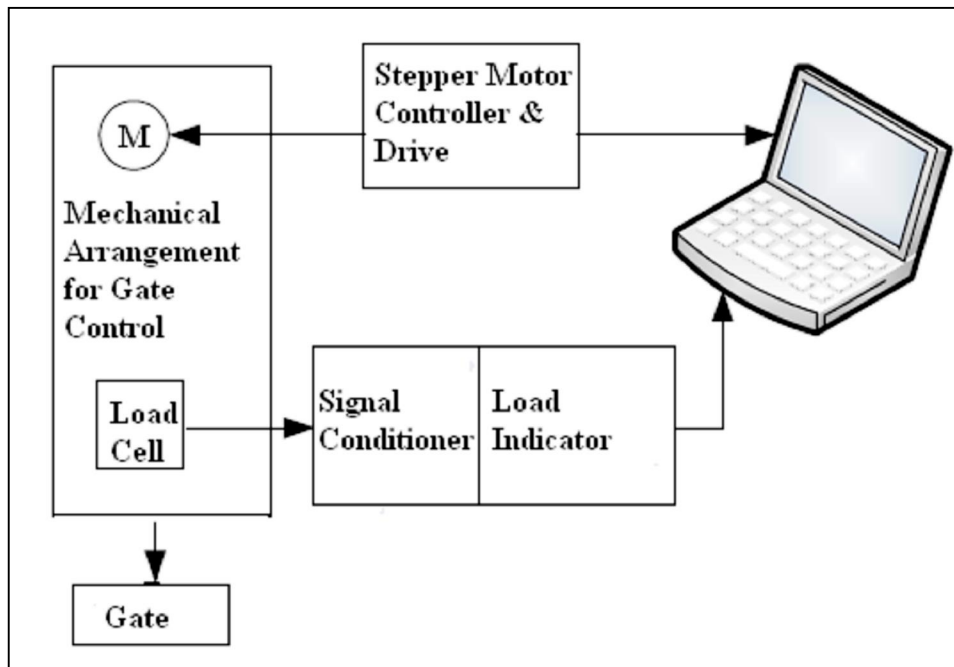 Stepper Motor
Controller &
Drive
M
Mechanical
Arrangement
for Gate
Control
Load
Cell
Signal
Conditioner
Load
Indicator
Gate